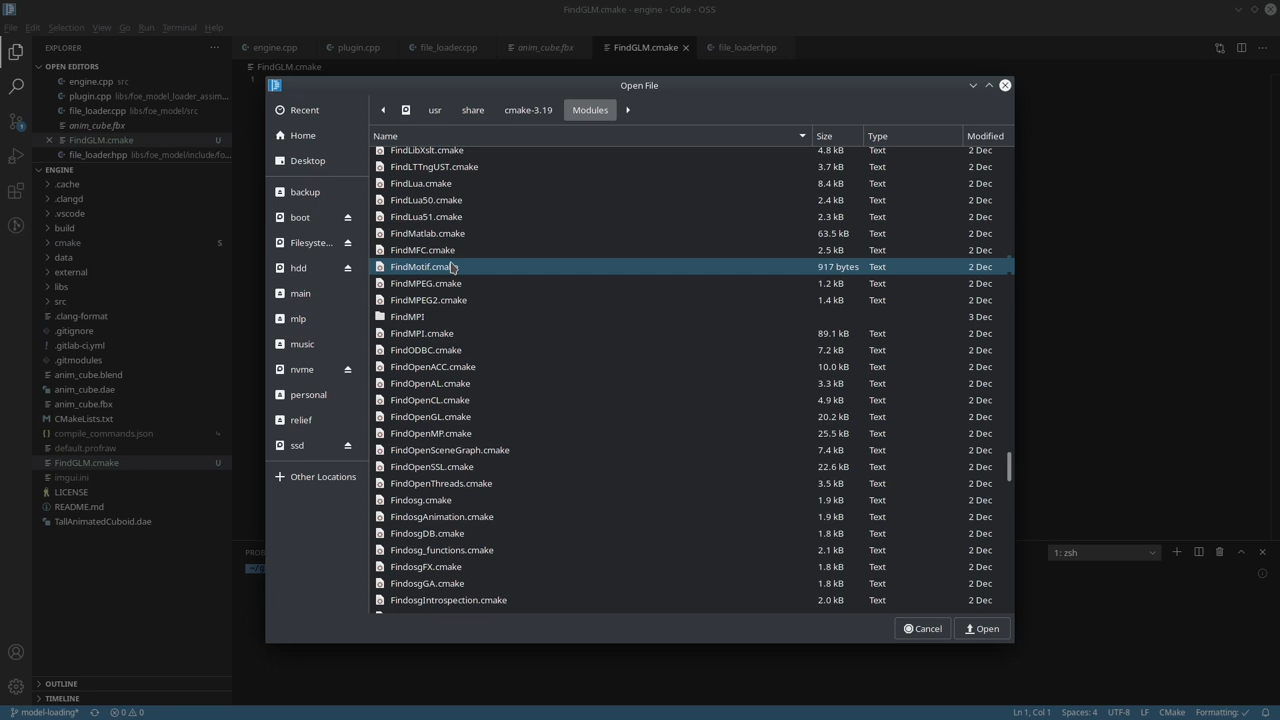 FindGLM.cmake - engine - Code - OSS
File Edit Selection View Go Run Terminal Help
EXPLORER
OPEN EDITORS
engine.cpp src
plugin.cpp libs/foe_model_loader_assim...
file_loader.cpp libs/foe_model/src
anim_cube.fbx
FindGLM.cmake U
file_loader.hpp libs/foe_model/include/fo...
ENGINE
.cache
.clangd
.vscode
build
cmake S
data
external
libs
src
.clang-format
.gitignore
.gitlab-ci.yml
.gitmodules
anim_cube.blend
anim_cube.dae
anim_cube.fbx
CMakeLists.txt
compile_commands.json
default.profraw
FindGLM.cmake U
imgui.ini
LICENSE
README.md
TallAnimatedCuboid.dae
OUTLINE
TIMELINE
engine.cpp plugin.cpp file_loader.cpp anim_cube.fbx FindGLM.cmake file_loader.hpp
FindGLM.cmake
1
Open File
Recent
Home
Desktop
backup
boot
Filesyste...
hdd
main
mlp
music
nvme
personal
relief
ssd
Other Locations
usr share cmake-3.19 Modules
Name Size Type Modified
FindLibXslt.cmake 4.8 kB Text 2 Dec
FindLTTngUST.cmake 3.7 kB Text 2 Dec
FindLua.cmake 8.4 kB Text 2 Dec
FindLua50.cmake 2.4 kB Text 2 Dec
FindLua51.cmake 2.3 kB Text 2 Dec
FindMatlab.cmake 63.5 kB Text 2 Dec
FindMFC.cmake 2.5 kB Text 2 Dec
FindMotif.cmake 917 bytes Text 2 Dec
FindMPEG.cmake 1.2 kB Text 2 Dec
FindMPEG2.cmake 1.4 kB Text 2 Dec
FindMPI 3 Dec
FindMPI.cmake 89.1 kB Text 2 Dec
FindODBC.cmake 7.2 kB Text 2 Dec
FindOpenACC.cmake 10.0 kB Text 2 Dec
FindOpenAL.cmake 3.3 kB Text 2 Dec
FindOpenCL.cmake 4.9 kB Text 2 Dec
FindOpenGL.cmake 20.2 kB Text 2 Dec
FindOpenMP.cmake 25.5 kB Text 2 Dec
FindOpenSceneGraph.cmake 7.4 kB Text 2 Dec
FindOpenSSL.cmake 22.6 kB Text 2 Dec
FindOpenThreads.cmake 3.5 kB Text 2 Dec
Findosg.cmake 1.9 kB Text 2 Dec
FindosgAnimation.cmake 1.9 kB Text 2 Dec
FindosgDB.cmake 1.8 kB Text 2 Dec
Findosg_functions.cmake 2.1 kB Text 2 Dec
FindosgFX.cmake 1.8 kB Text 2 Dec
FindosgGA.cmake 1.8 kB Text 2 Dec
FindosgIntrospection.cmake 2.0 kB Text 2 Dec
Cancel Open
1: zsh
model-loading* 0 0 Ln 1, Col 1 Spaces: 4 UTF-8 LF CMake Formatting: ✓